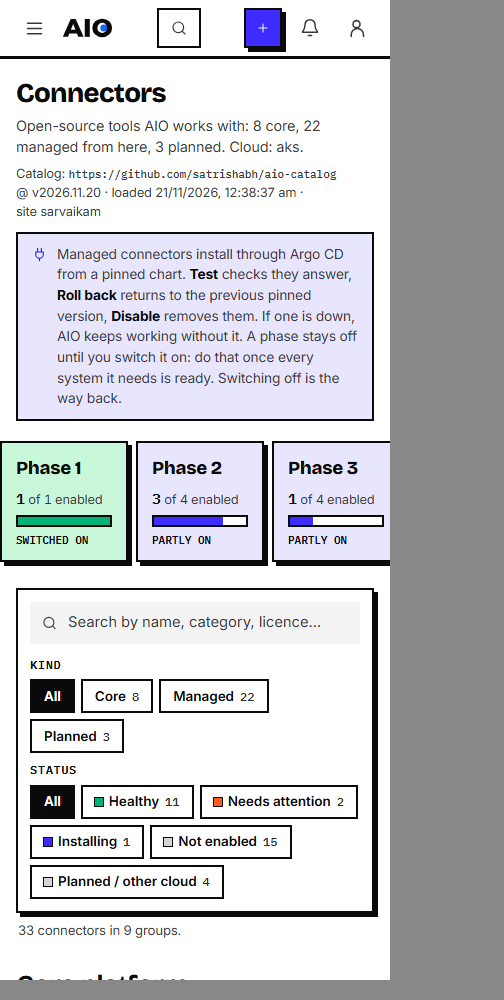 AIO
Connectors
Open-source tools AIO works with: 8 core, 22
managed from here, 3 planned. Cloud: aks.
Catalog: https://github.com/satrishabh/aio-catalog
@ v2026.11.20 · loaded 21/11/2026, 12:38:37 am ·
site sarvaikam
Managed connectors install through Argo CD
from a pinned chart. Test checks they answer,
Roll back returns to the previous pinned
version, Disable removes them. If one is down,
AIO keeps working without it. A phase stays off
until you switch it on: do that once every
system it needs is ready. Switching off is the
way back.
Phase 1
1 of 1 enabled
SWITCHED ON
Phase 2
3 of 4 enabled
PARTLY ON
Phase 3
1 of 4 enabled
PARTLY ON
Search by name, category, licence...
KIND
All Core 8 Managed 22
Planned 3
STATUS
All Healthy 11 Needs attention 2
Installing 1 Not enabled 15
Planned / other cloud 4
33 connectors in 9 groups.